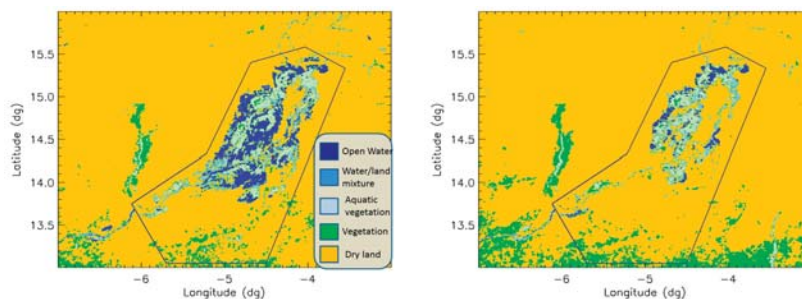 15.5
15.0
14.5
14.0
13.5
Latitude (dg)
-6
-5
-4
Longitude (dg)
Open Water
Water/land
mixture
Aquatic
vegetation
Vegetation
Dry land
15.5
15.0
14.5
14.0
13.5
Latitude (dg)
-6
-5
-4
Longitude (dg)